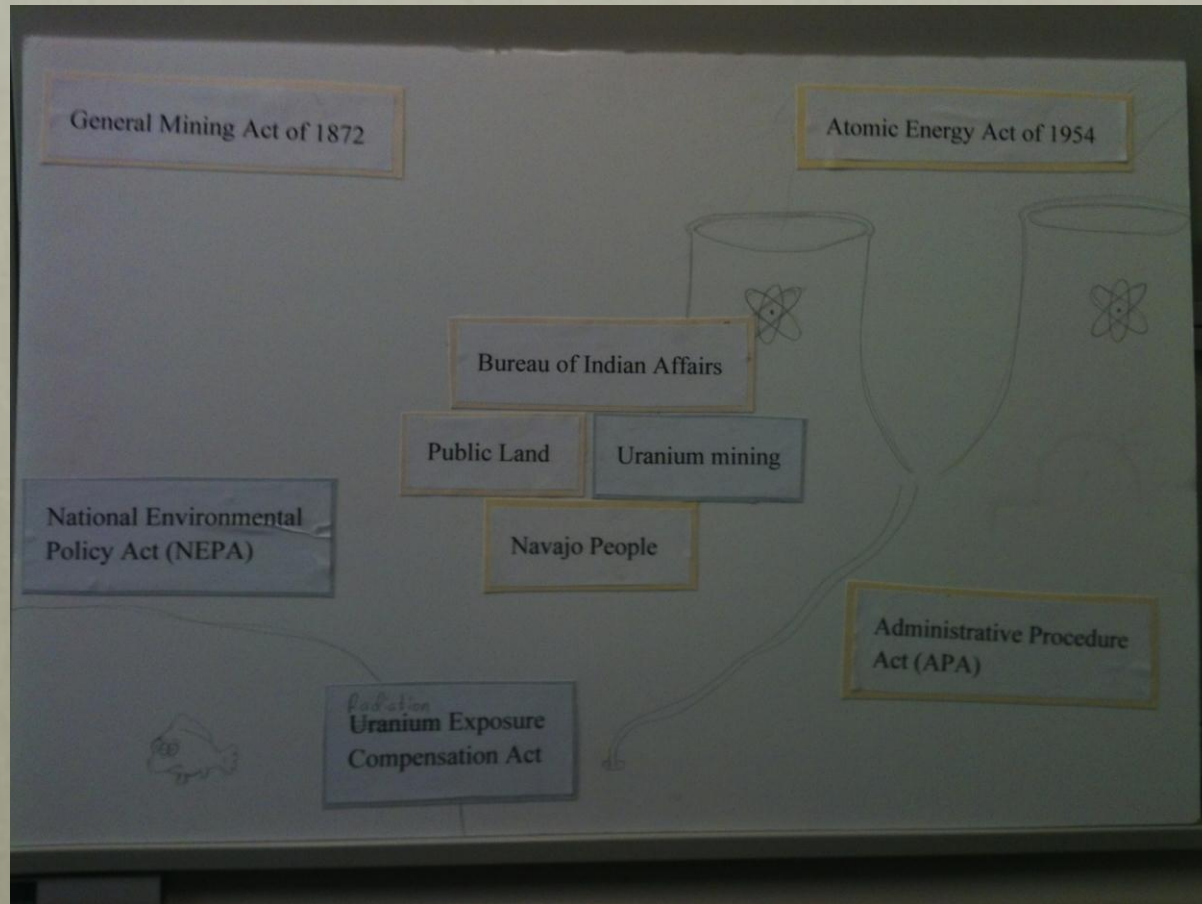 General Mining Act of 1872
Atomic Energy Act of 1954
Bureau of Indian Affairs
Public Land
Uranium mining
National Environmental
Policy Act (NEPA)
Navajo People
Administrative Procedure
Act (APA)
Radiation
Uranium Exposure
Compensation Act